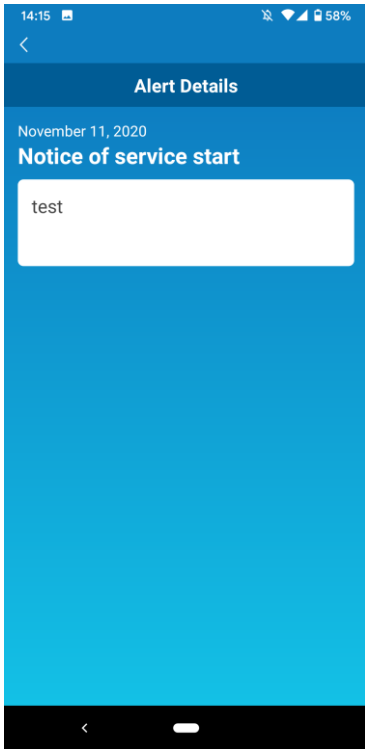 14:15 58%
Alert Details
November 11, 2020
Notice of service start
test